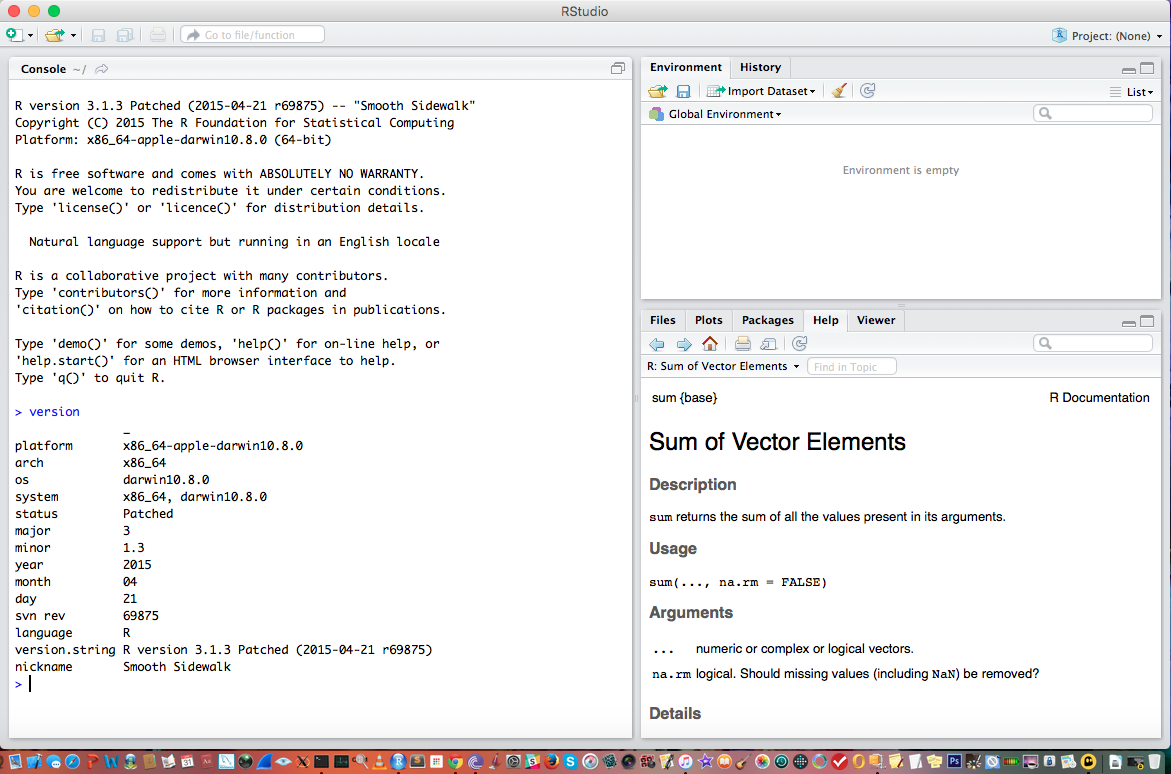 RStudio
Go to file/function
Project: (None)
Console ~/
R version 3.1.3 Patched (2015-04-21 r69875) -- "Smooth Sidewalk"
Copyright (C) 2015 The R Foundation for Statistical Computing
Platform: x86_64-apple-darwin10.8.0 (64-bit)
R is free software and comes with ABSOLUTELY NO WARRANTY.
You are welcome to redistribute it under certain conditions.
Type 'license()' or 'licence()' for distribution details.
Natural language support but running in an English locale
R is a collaborative project with many contributors.
Type 'contributors()' for more information and
'citation()' on how to cite R or R packages in publications.
Type 'demo()' for some demos, 'help()' for on-line help, or
'help.start()' for an HTML browser interface to help.
Type 'q()' to quit R.
> version
_
platform x86_64-apple-darwin10.8.0
arch x86_64
os darwin10.8.0
system x86_64, darwin10.8.0
status Patched
major 3
minor 1.3
year 2015
month 04
day 21
svn rev 69875
language R
version.string R version 3.1.3 Patched (2015-04-21 r69875)
nickname Smooth Sidewalk
>
Environment History
Import Dataset List
Global Environment
Environment is empty
Files Plots Packages Help Viewer
R: Sum of Vector Elements Find in Topic
sum {base} R Documentation
Sum of Vector Elements
Description
sum returns the sum of all the values present in its arguments.
Usage
sum(..., na.rm = FALSE)
Arguments
... numeric or complex or logical vectors.
na.rm logical. Should missing values (including NaN) be removed?
Details